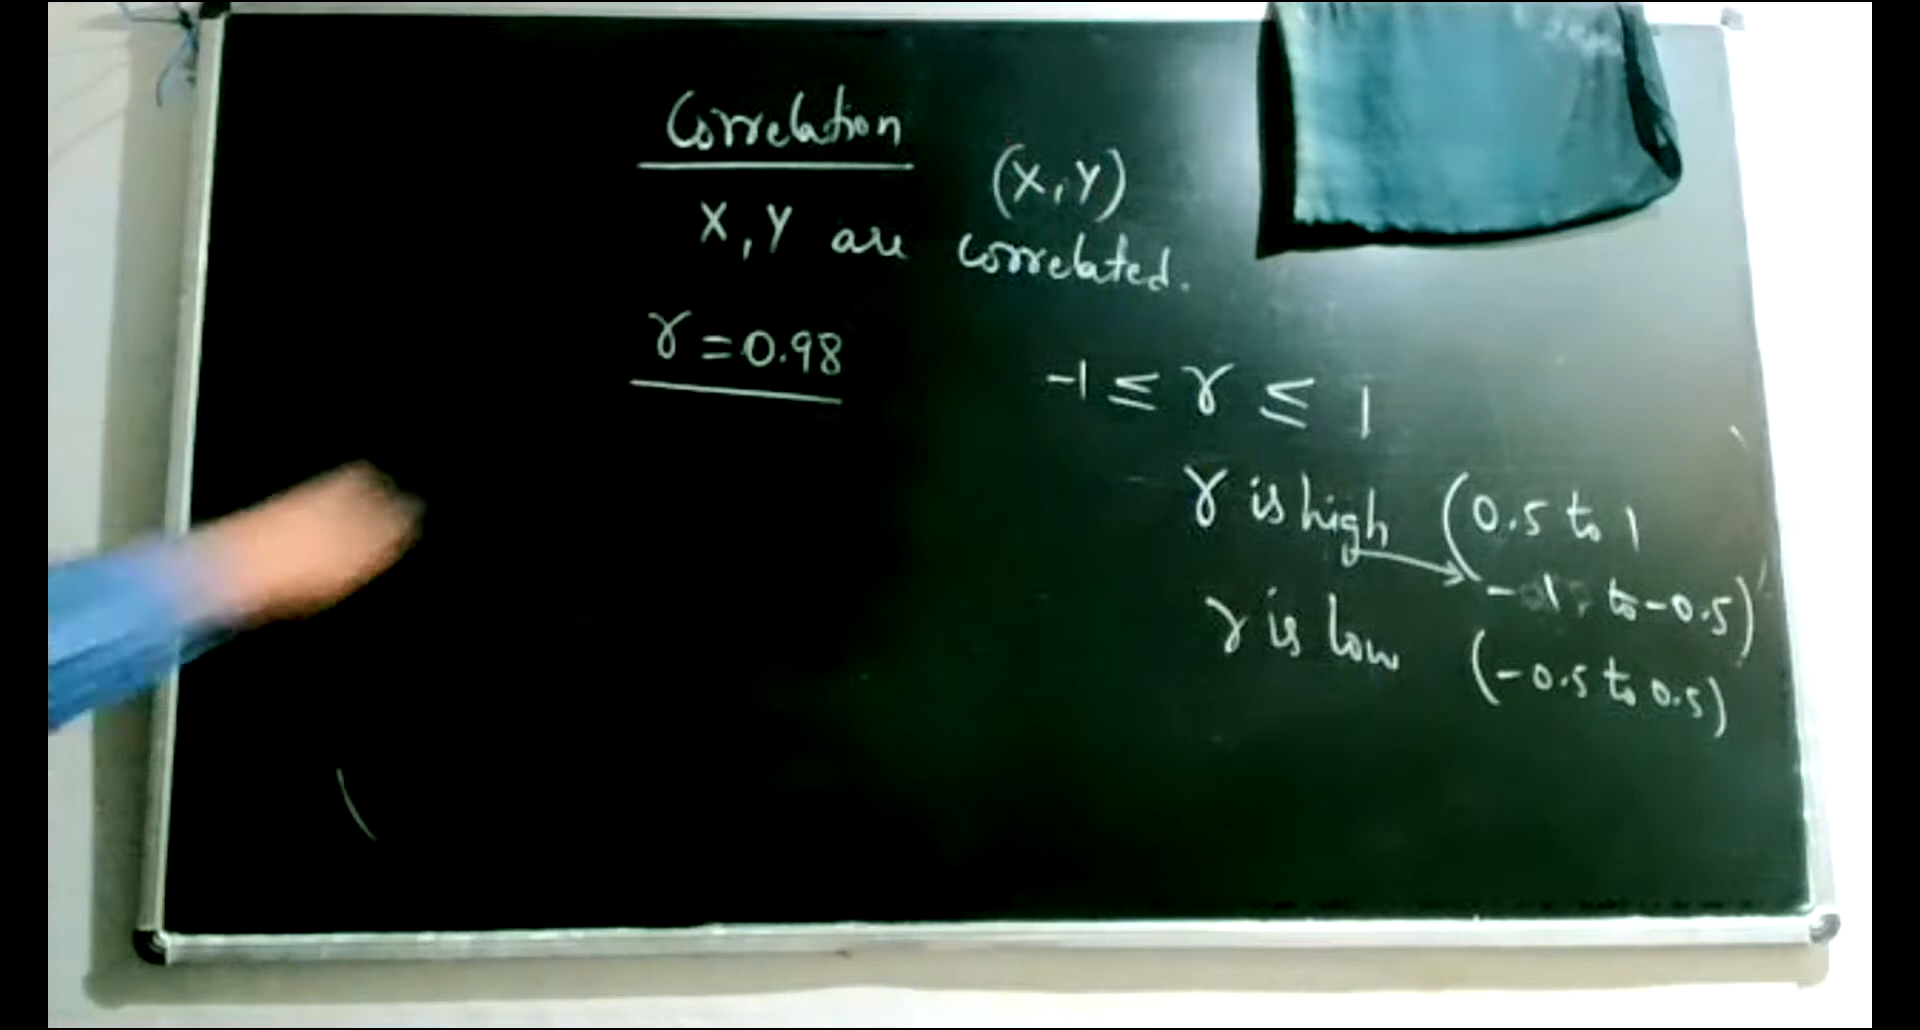 Correlation
(X,Y)
X,Y are correlated.
r = 0.98
-1 ≤ r ≤ 1
r is high (0.5 to 1
-1 to -0.5)
r is low (-0.5 to 0.5)